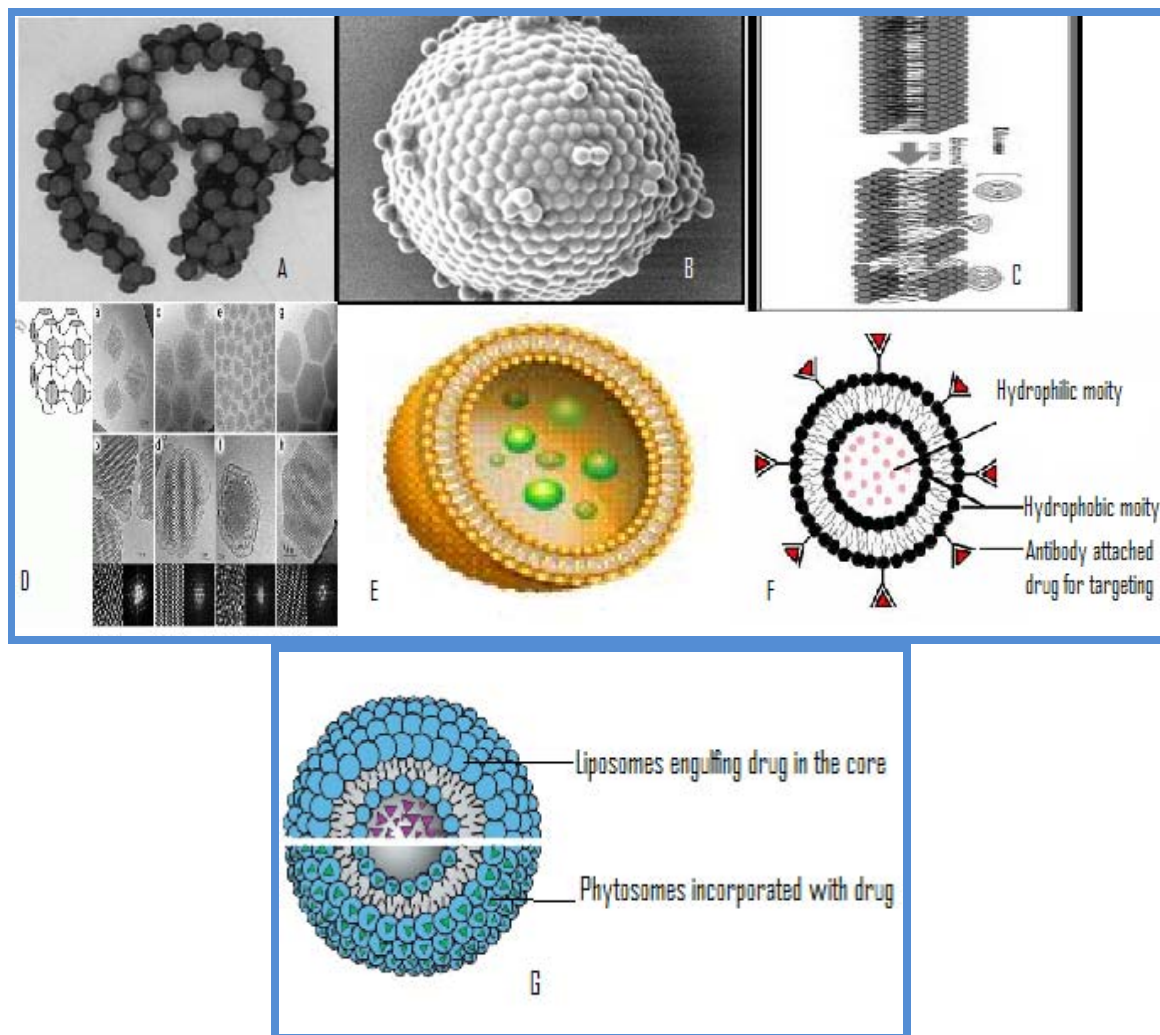 A
B
C
a
c
e
g
b
d
f
h
D
E
Hydrophilic moity
Hydrophobic moity
Antibody attached
drug for targeting
F
Liposomes engulfing drug in the core
Phytosomes incorporated with drug
G